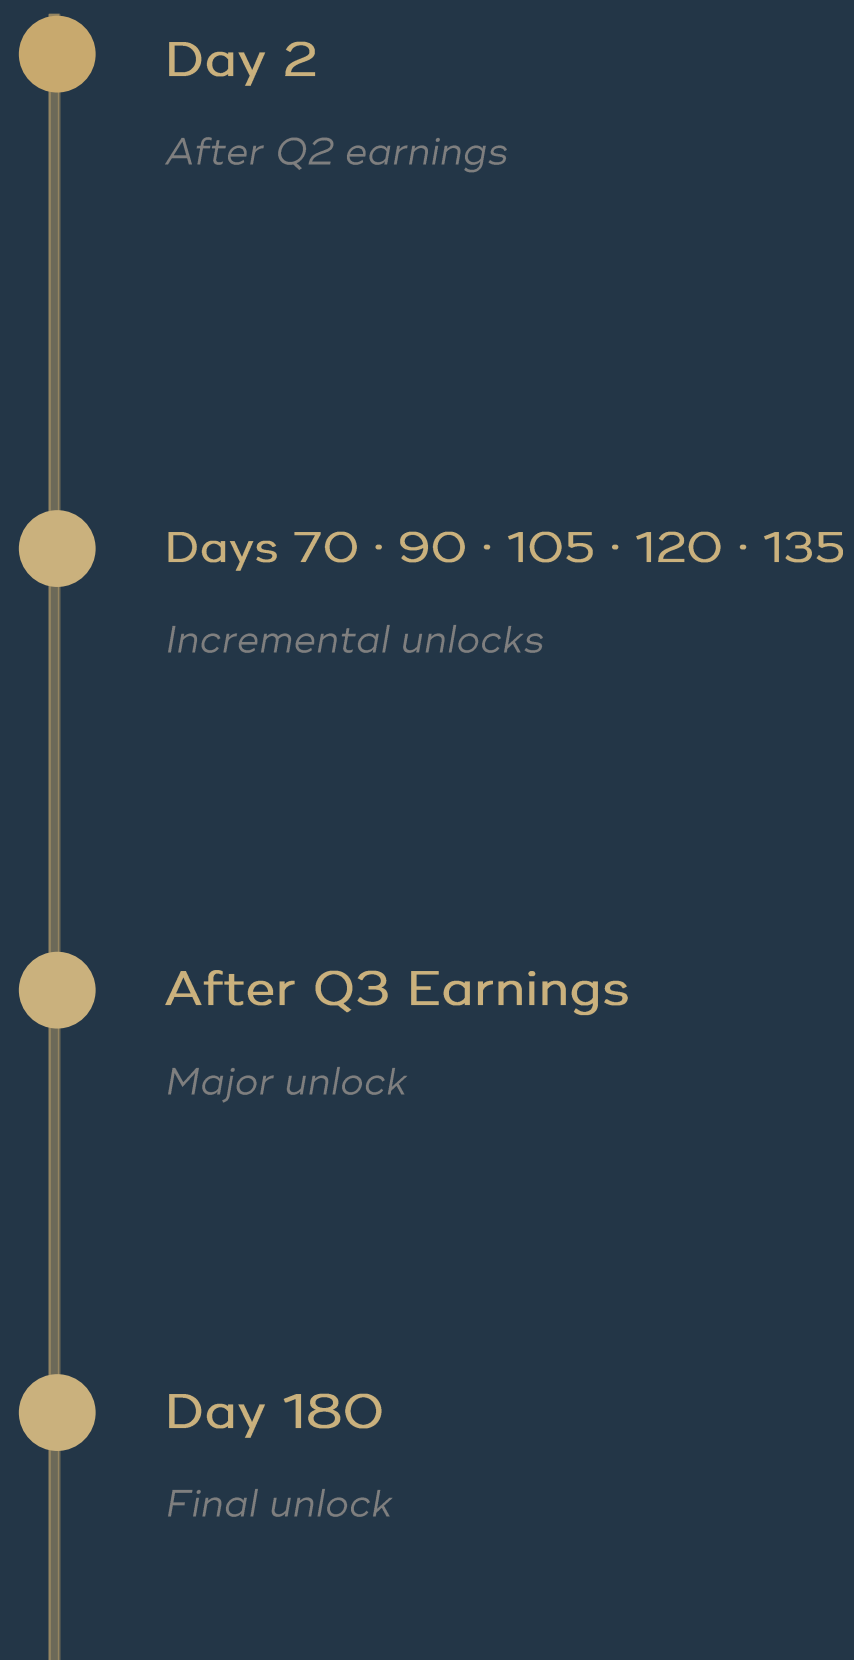 Day 2
After Q2 earnings
Days 70 · 90 · 105 · 120 · 135
Incremental unlocks
After Q3 Earnings
Major unlock
Day 180
Final unlock